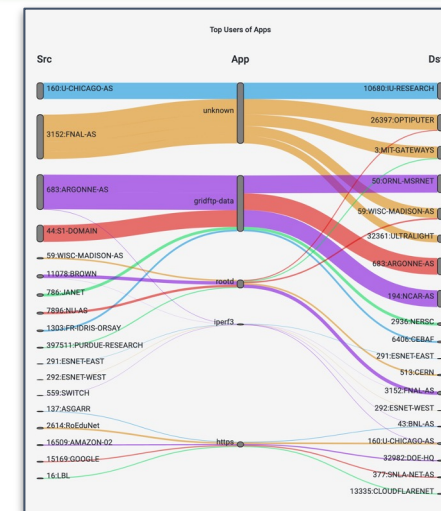 Top Users of Apps
Src
App
Ds
160:U-CHICAGO-AS
3152:FNAL-AS
683:ARGONNE-AS
44:S1-DOMAIN
59:WISC-MADISON-AS
11078:BROWN
786:JANET
7896:NU-AS
1303:FR-IDRIS-ORSAY
397511:PURDUE-RESEARCH
291:ESNET-EAST
292:ESNET-WEST
559:SWITCH
137:ASGARR
2614:RoEduNet
16509:AMAZON-02
15169:GOOGLE
16:LBL
unknown
gridftp-data
rootd
iperf3
https
10680:IU-RESEARCH
26397:OPTIPUTER
3:MIT-GATEWAYS
50:ORNL-MSRNET
59:WISC-MADISON-AS
32361:ULTRALIGHT
683:ARGONNE-AS
194:NCAR-AS
2936:NERSC
6406:CEBAF
291:ESNET-EAST
513:CERN
3152:FNAL-AS
292:ESNET-WEST
43:BNL-AS
160:U-CHICAGO-AS
32982:DOE-HQ
377:SNLA-NET-AS
13335:CLOUDFLARENET